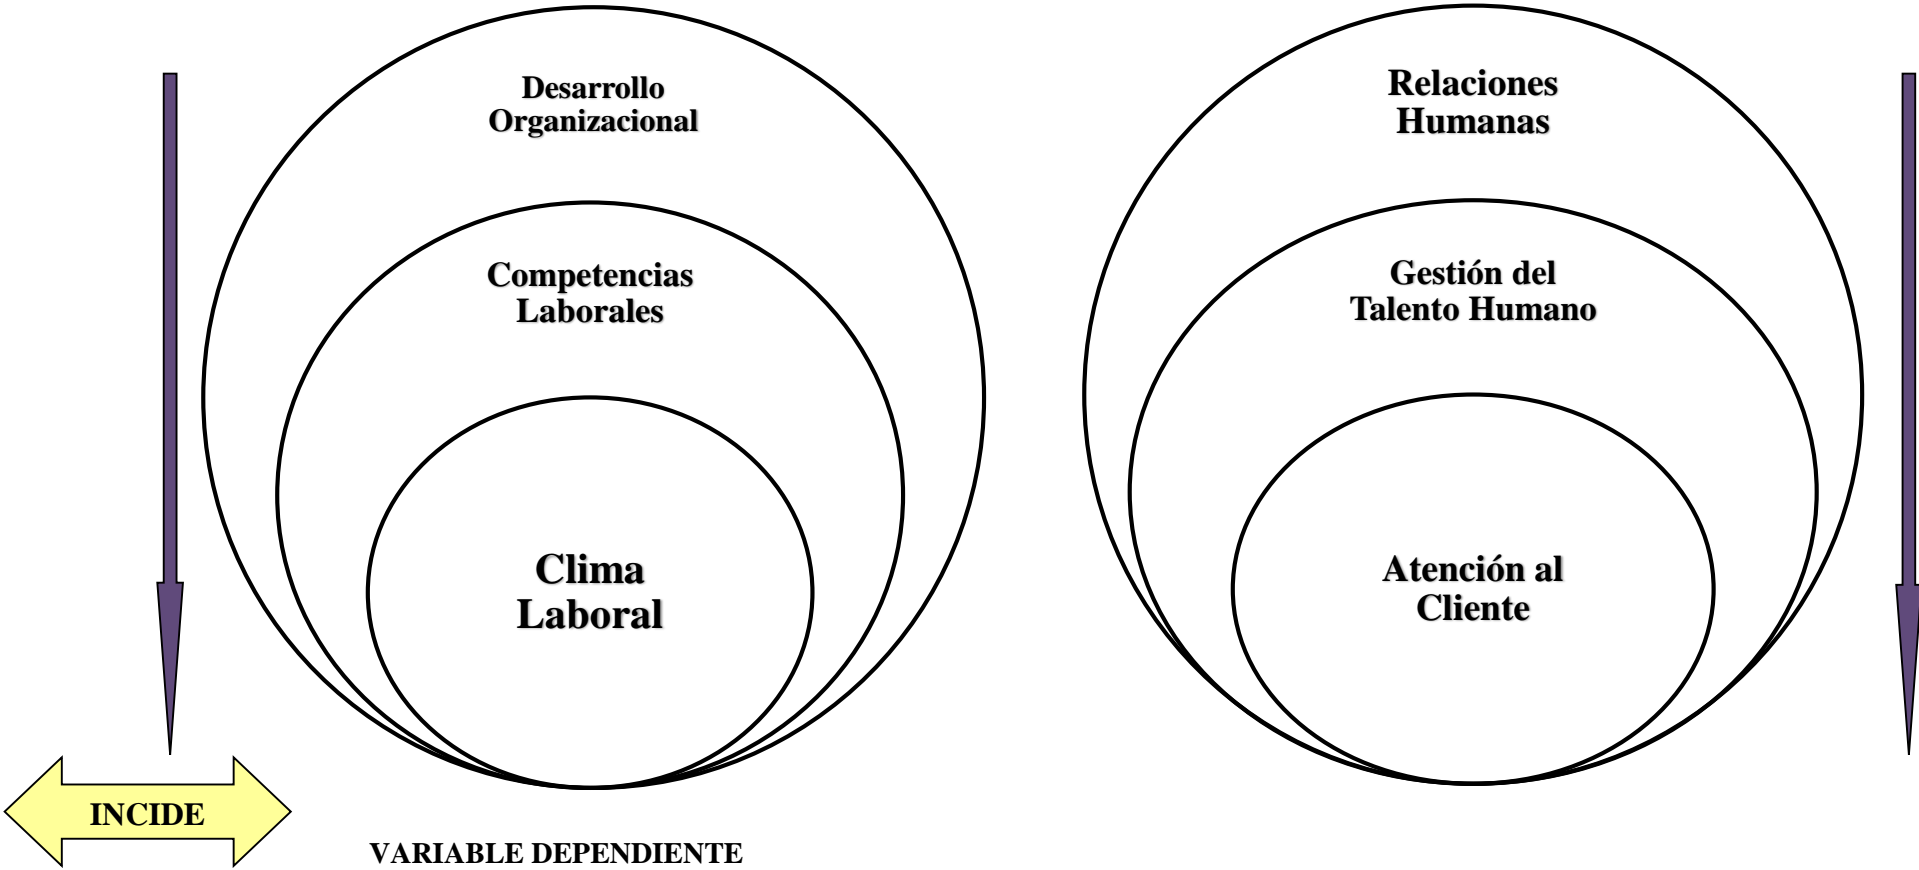 Desarrollo
Organizacional
Competencias
Laborales
Clima
Laboral
Relaciones
Humanas
Gestión del
Talento Humano
Atención al
Cliente
INCIDE
VARIABLE DEPENDIENTE